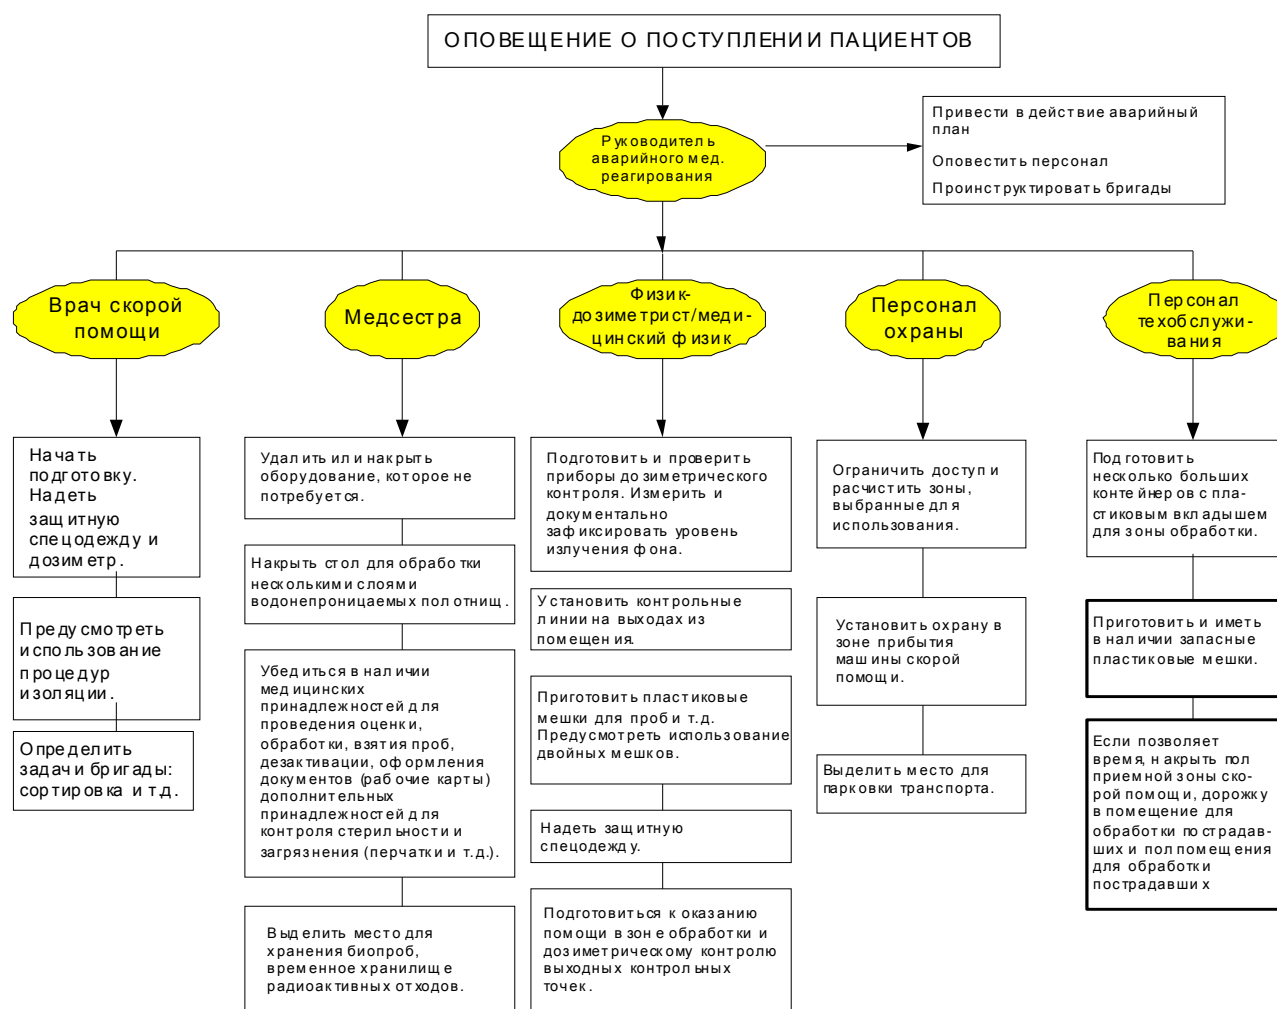 ОПОВЕЩЕНИЕ О ПОСТУПЛЕНИИ ПАЦИЕНТОВ
Руководитель
аварийного мед.
реагирования
Привести в действие аварийный
план
Оповестить персонал
Проинструктировать бригады
Врач скорой
помощи
Медсестра
Физик-
дозиметрист/меди-
цинский физик
Персонал
охраны
Персонал
техобслужи-
вания
Начать
подготовку.
Надеть
защитную
спецодежду и
дозиметр.
Предусмотреть
использование
процедур
изоляции.
Определить
задачи бригады:
сортировка и т.д.
Удалить или накрыть
оборудование, которое не
потребуется.
Накрыть стол для обработки
несколькими слоями
водонепроницаемых полотнищ.
Убедиться в наличии
медицинских
принадлежностей для
проведения оценки,
обработки, взятия проб,
дезактивации, оформления
документов (рабочие карты)
дополнительных
принадлежностей для
контроля стерильности и
загрязнения (перчатки и т.д.).
Выделить место для
хранения биопроб,
временное хранилище
радиоактивных отходов.
Подготовить и проверить
приборы дозиметрического
контроля. Измерить и
документально
зафиксировать уровень
излучения фона.
Установить контрольные
линии на выходах из
помещения.
Приготовить пластиковые
мешки для проб и т.д.
Предусмотреть использование
двойных мешков.
Надеть защитную
спецодежду.
Подготовиться к оказанию
помощи в зоне обработки и
дозиметрическому контролю
выходных контрольных
точек.
Ограничить доступ и
расчистить зоны,
выбранные для
использования.
Установить охрану в
зоне прибытия
машины скорой
помощи.
Выделить место для
парковки транспорта.
Подготовить
несколько больших
контейнеров с пла-
стиковым вкладышем
для зоны обработки.
Приготовить и иметь
в наличии запасные
пластиковые мешки.
Если позволяет
время, накрыть пол
приемной зоны ско-
рой помощи, дорожку
в помещение для
обработки пострадав-
ших и пол помещения
для обработки
пострадавших